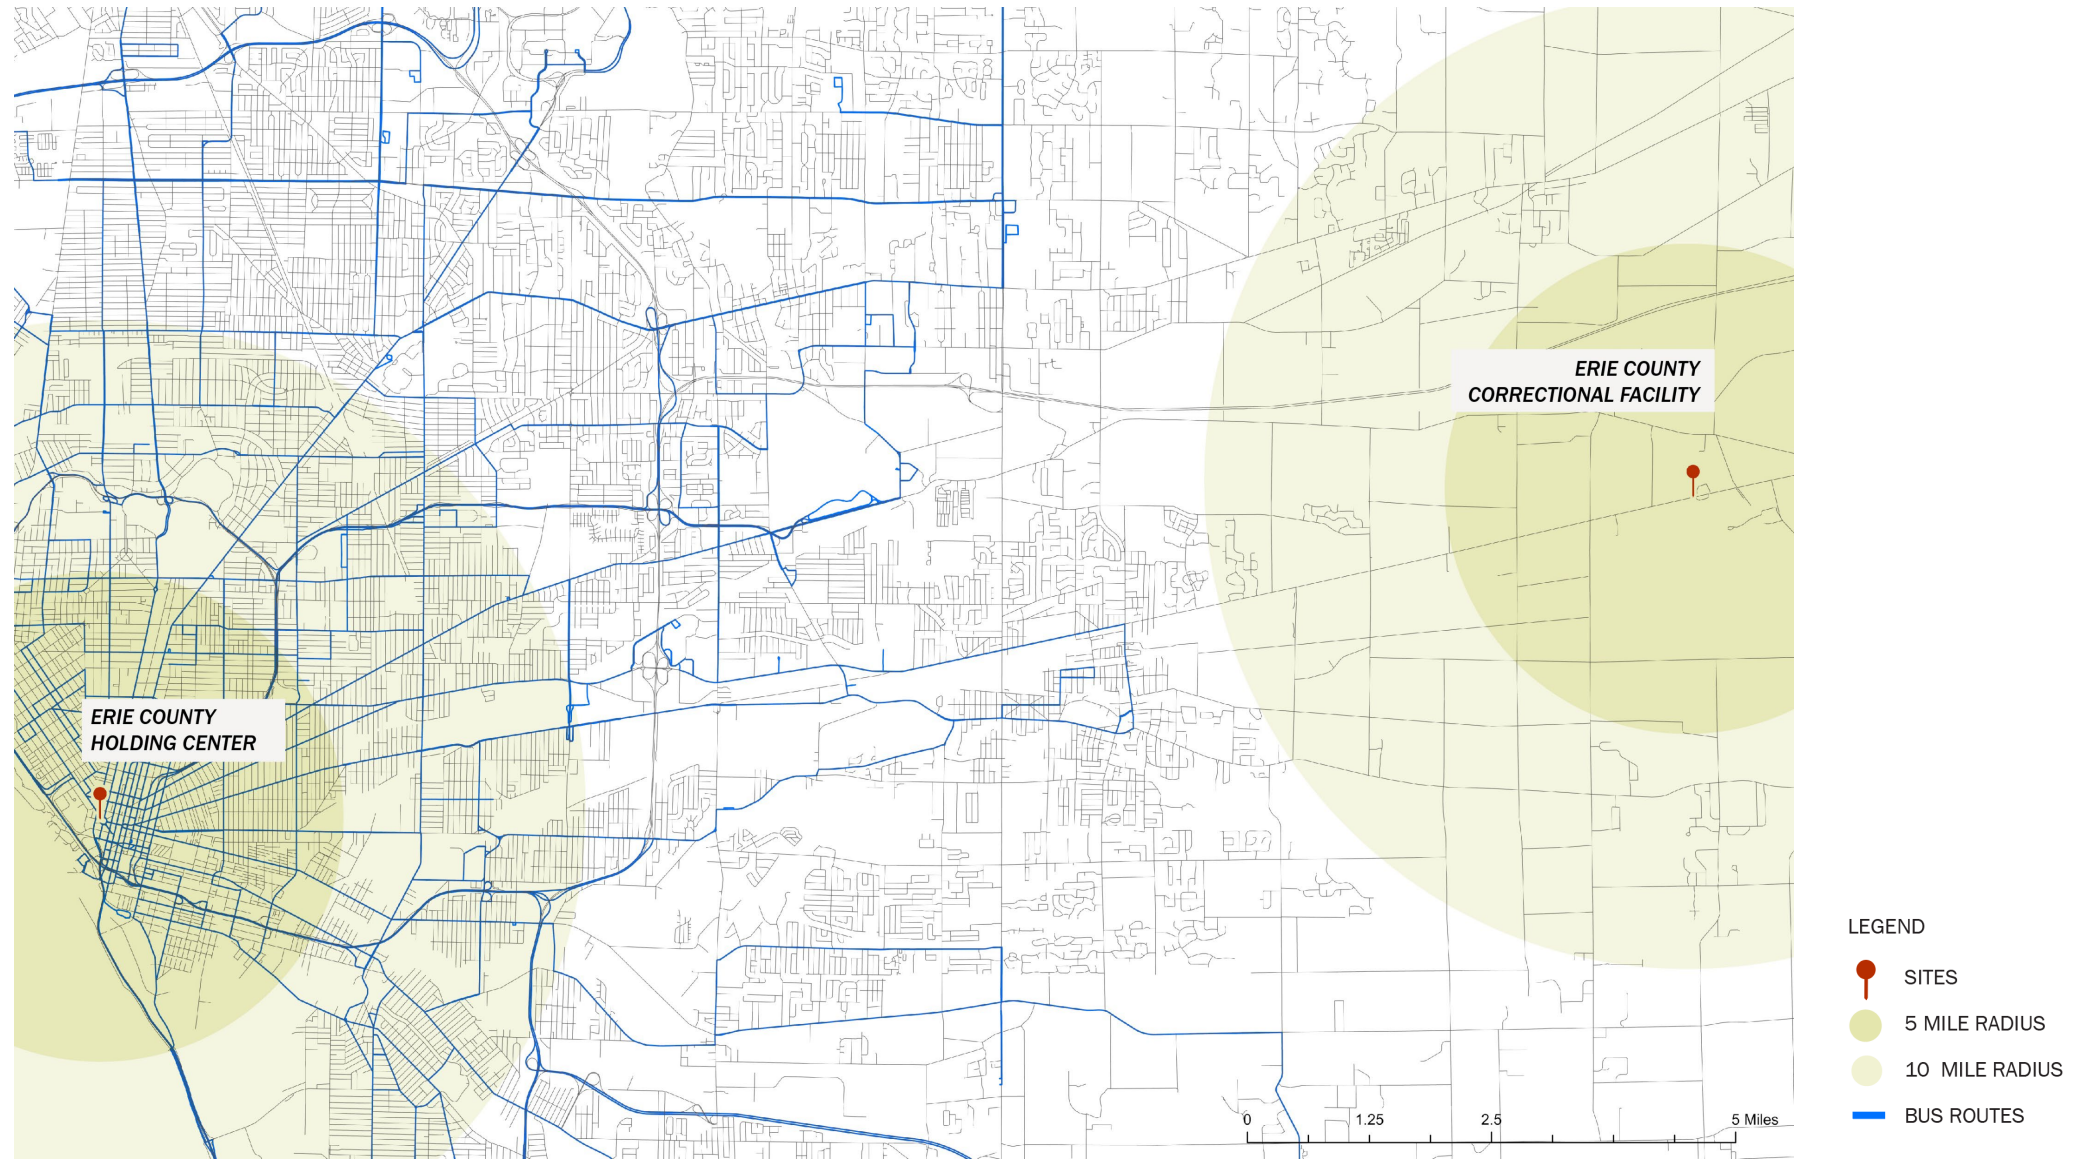 ERIE COUNTY
CORRECTIONAL FACILITY
ERIE COUNTY
HOLDING CENTER
LEGEND
SITES
5 MILE RADIUS
10 MILE RADIUS
BUS ROUTES
0 1.25 2.5 5 Miles